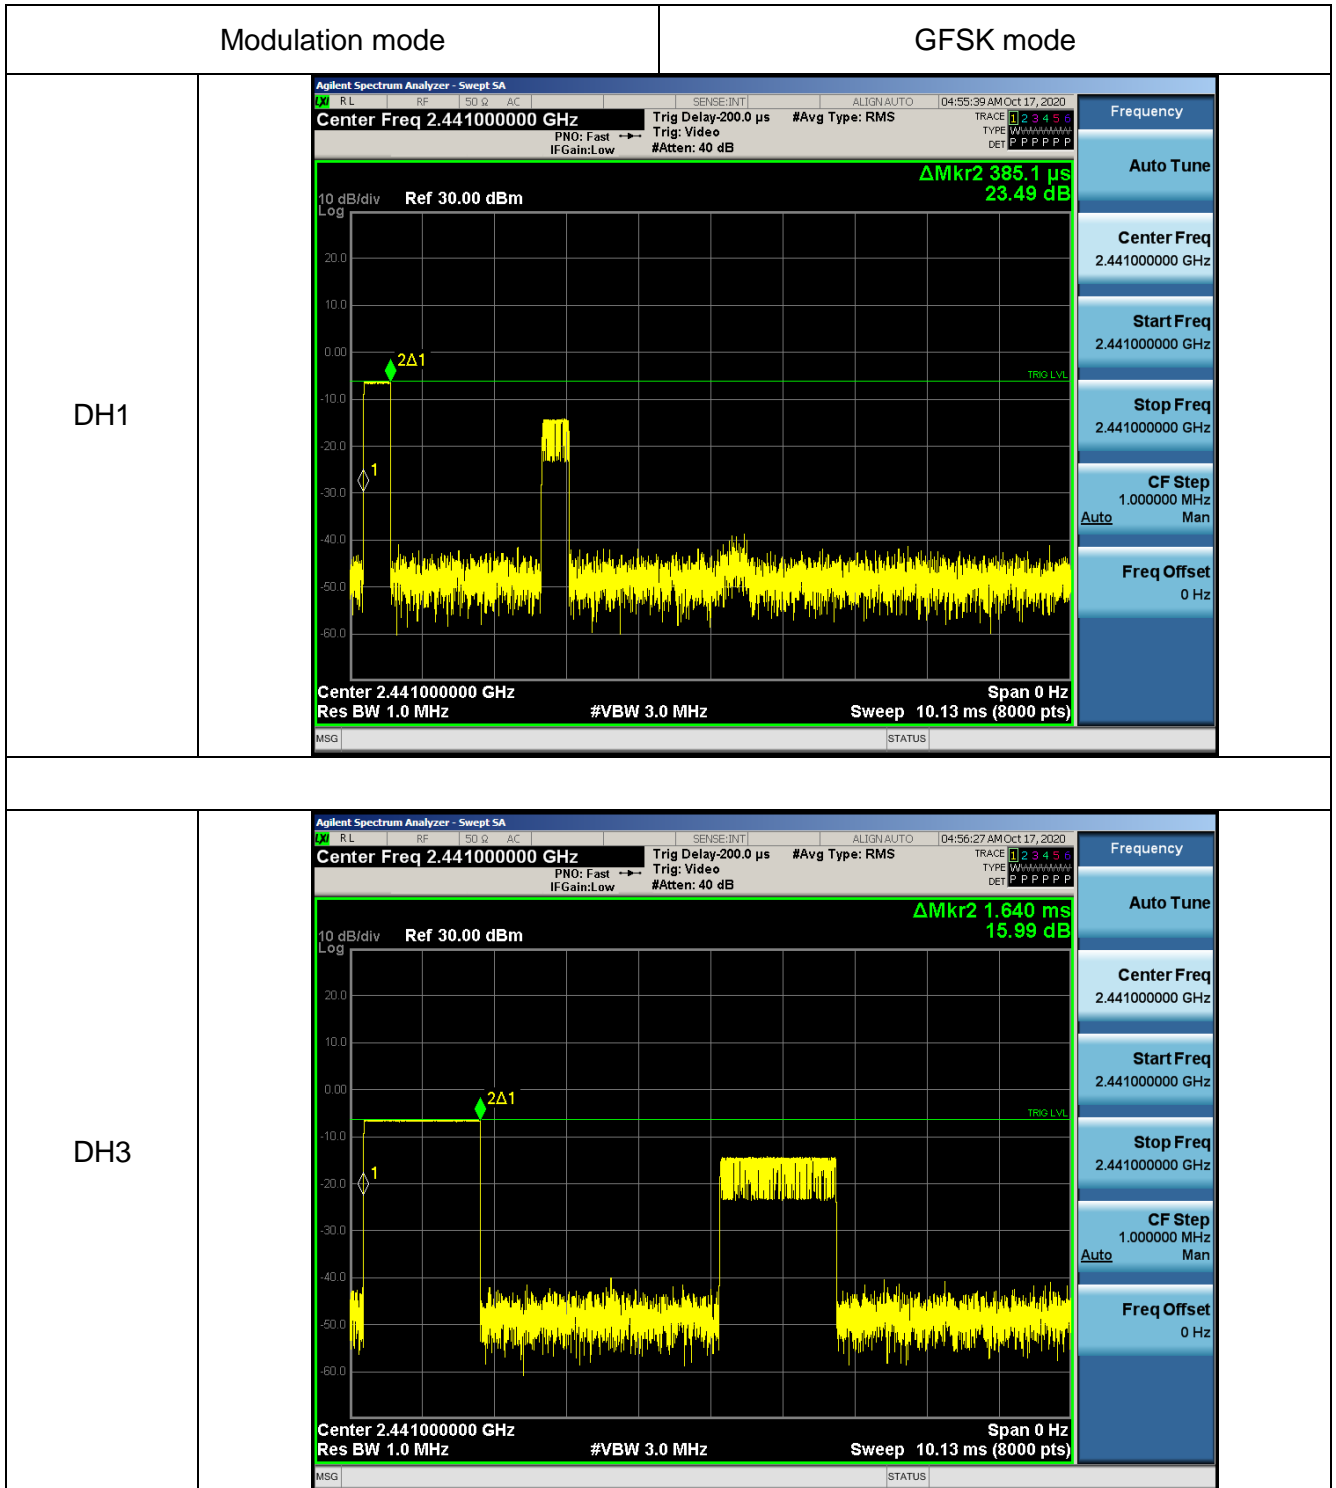 Modulation mode GFSK mode
DH1
Agilent Spectrum Analyzer - Swept SA
LXI RL RF 50 Ω AC SENSE:INT ALIGN AUTO 04:55:39 AM Oct 17, 2020
Center Freq 2.441000000 GHz Trig Delay-200.0 µs #Avg Type: RMS TRACE 1 2 3 4 5 6
PNO: Fast Trig: Video TYPE WWWWWW
IFGain:Low #Atten: 40 dB DET P P P P P P
ΔMkr2 385.1 µs
23.49 dB
10 dB/div Ref 30.00 dBm
Log
20.0
10.0
0.00
-10.0
-20.0
-30.0
-40.0
-50.0
-60.0
2Δ1
TRIG LVL
1
Center 2.441000000 GHz Span 0 Hz
Res BW 1.0 MHz #VBW 3.0 MHz Sweep 10.13 ms (8000 pts)
MSG STATUS
Frequency
Auto Tune
Center Freq
2.441000000 GHz
Start Freq
2.441000000 GHz
Stop Freq
2.441000000 GHz
CF Step
1.000000 MHz
Auto Man
Freq Offset
0 Hz
DH3
Agilent Spectrum Analyzer - Swept SA
LXI RL RF 50 Ω AC SENSE:INT ALIGN AUTO 04:56:27 AM Oct 17, 2020
Center Freq 2.441000000 GHz Trig Delay-200.0 µs #Avg Type: RMS TRACE 1 2 3 4 5 6
PNO: Fast Trig: Video TYPE WWWWWW
IFGain:Low #Atten: 40 dB DET P P P P P P
ΔMkr2 1.640 ms
15.99 dB
10 dB/div Ref 30.00 dBm
Log
20.0
10.0
0.00
-10.0
-20.0
-30.0
-40.0
-50.0
-60.0
2Δ1
TRIG LVL
1
Center 2.441000000 GHz Span 0 Hz
Res BW 1.0 MHz #VBW 3.0 MHz Sweep 10.13 ms (8000 pts)
MSG STATUS
Frequency
Auto Tune
Center Freq
2.441000000 GHz
Start Freq
2.441000000 GHz
Stop Freq
2.441000000 GHz
CF Step
1.000000 MHz
Auto Man
Freq Offset
0 Hz